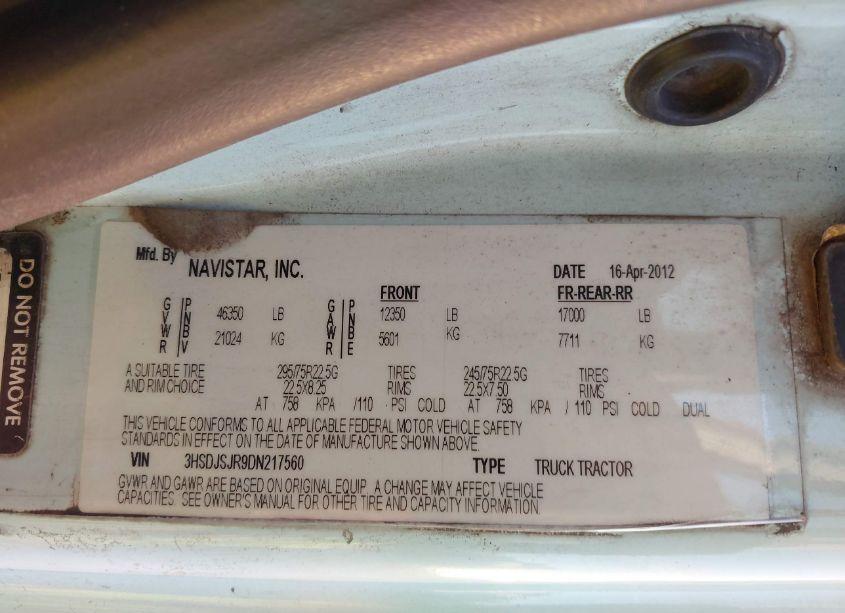 Mfd. By NAVISTAR, INC. DATE 16-Apr-2012
FRONT FR-REAR-RR
GVWR PNBV 46350 LB GAWR PNBE 12350 LB 17000 LB
21024 KG 5601 KG 7711 KG
A SUITABLE TIRE 295/75R22.5G TIRES 245/75R22.5G TIRES
AND RIM CHOICE 22.5X8.25 RIMS 22.5X7.50 RIMS
AT 758 KPA /110 PSI COLD AT 758 KPA / 110 PSI COLD DUAL
THIS VEHICLE CONFORMS TO ALL APPLICABLE FEDERAL MOTOR VEHICLE SAFETY
STANDARDS IN EFFECT ON THE DATE OF MANUFACTURE SHOWN ABOVE.
VIN 3HSDJSJR9DN217560 TYPE TRUCK TRACTOR
GVWR AND GAWR ARE BASED ON ORIGINAL EQUIP. A CHANGE MAY AFFECT VEHICLE
CAPACITIES. SEE OWNER'S MANUAL FOR OTHER TIRE AND CAPACITY INFORMATION.
DO NOT REMOVE